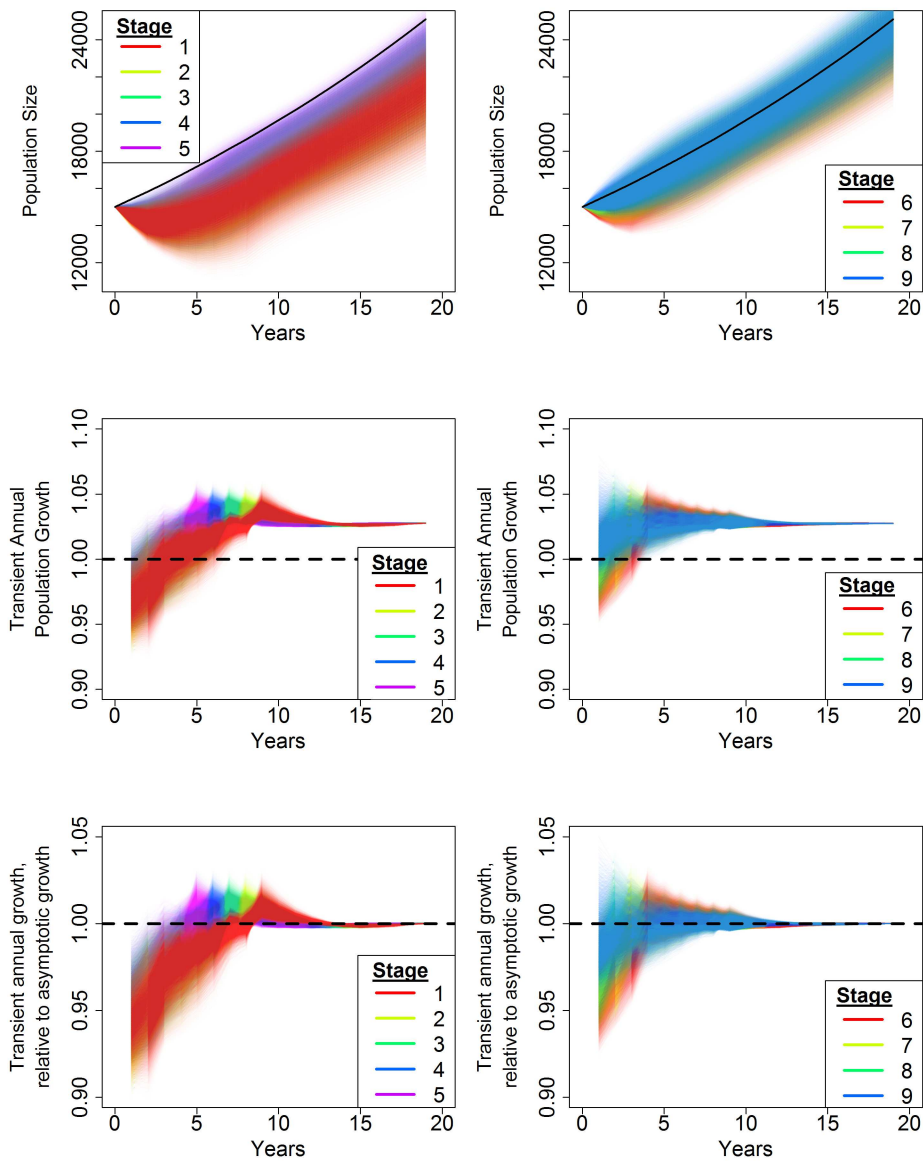 Population Size
24000
18000
12000
Stage
1
2
3
4
5
0 5 10 15 20
Years
Population Size
24000
18000
12000
Stage
6
7
8
9
0 5 10 15 20
Years
Transient Annual
Population Growth
1.10
1.05
1.00
0.95
0.90
Stage
1
2
3
4
5
0 5 10 15 20
Years
Transient Annual
Population Growth
1.10
1.05
1.00
0.95
0.90
Stage
6
7
8
9
0 5 10 15 20
Years
Transient annual growth,
relative to asymptotic growth
1.05
1.00
0.95
0.90
Stage
1
2
3
4
5
0 5 10 15 20
Years
Transient annual growth,
relative to asymptotic growth
1.05
1.00
0.95
0.90
Stage
6
7
8
9
0 5 10 15 20
Years